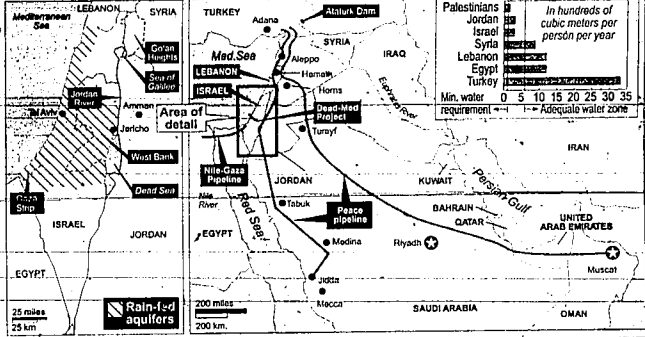 Mediterranean
Sea
LEBANON
SYRIA
Golan
Heights
Sea of
Galilee
Jordan
River
Tel Aviv
Amman
Jericho
West Bank
Dead Sea
Gaza
Strip
ISRAEL
JORDAN
EGYPT
25 miles
25 km
Rain-fed
aquifers
TURKEY
Adana
Ataturk Dam
Med. Sea
Aleppo
SYRIA
IRAQ
LEBANON
Hamah
Homs
ISRAEL
Euphrates River
Area of
detail
Dead-Med
Project
Turayf
IRAN
Nile-Gaza
Pipeline
JORDAN
KUWAIT
Persian Gulf
Nile
River
Tabuk
Peace
pipeline
BAHRAIN
QATAR
UNITED
ARAB EMIRATES
EGYPT
Red Sea
Medina
Riyadh
Muscat
Jidda
Mecca
200 miles
200 km.
SAUDI ARABIA
OMAN
Palestinians
Jordan
Israel
Syria
Lebanon
Egypt
Turkey
In hundreds of
cubic meters per
person per year
0 5 10 15 20 25 30 35
Min. water
requirement
Adequate water zone